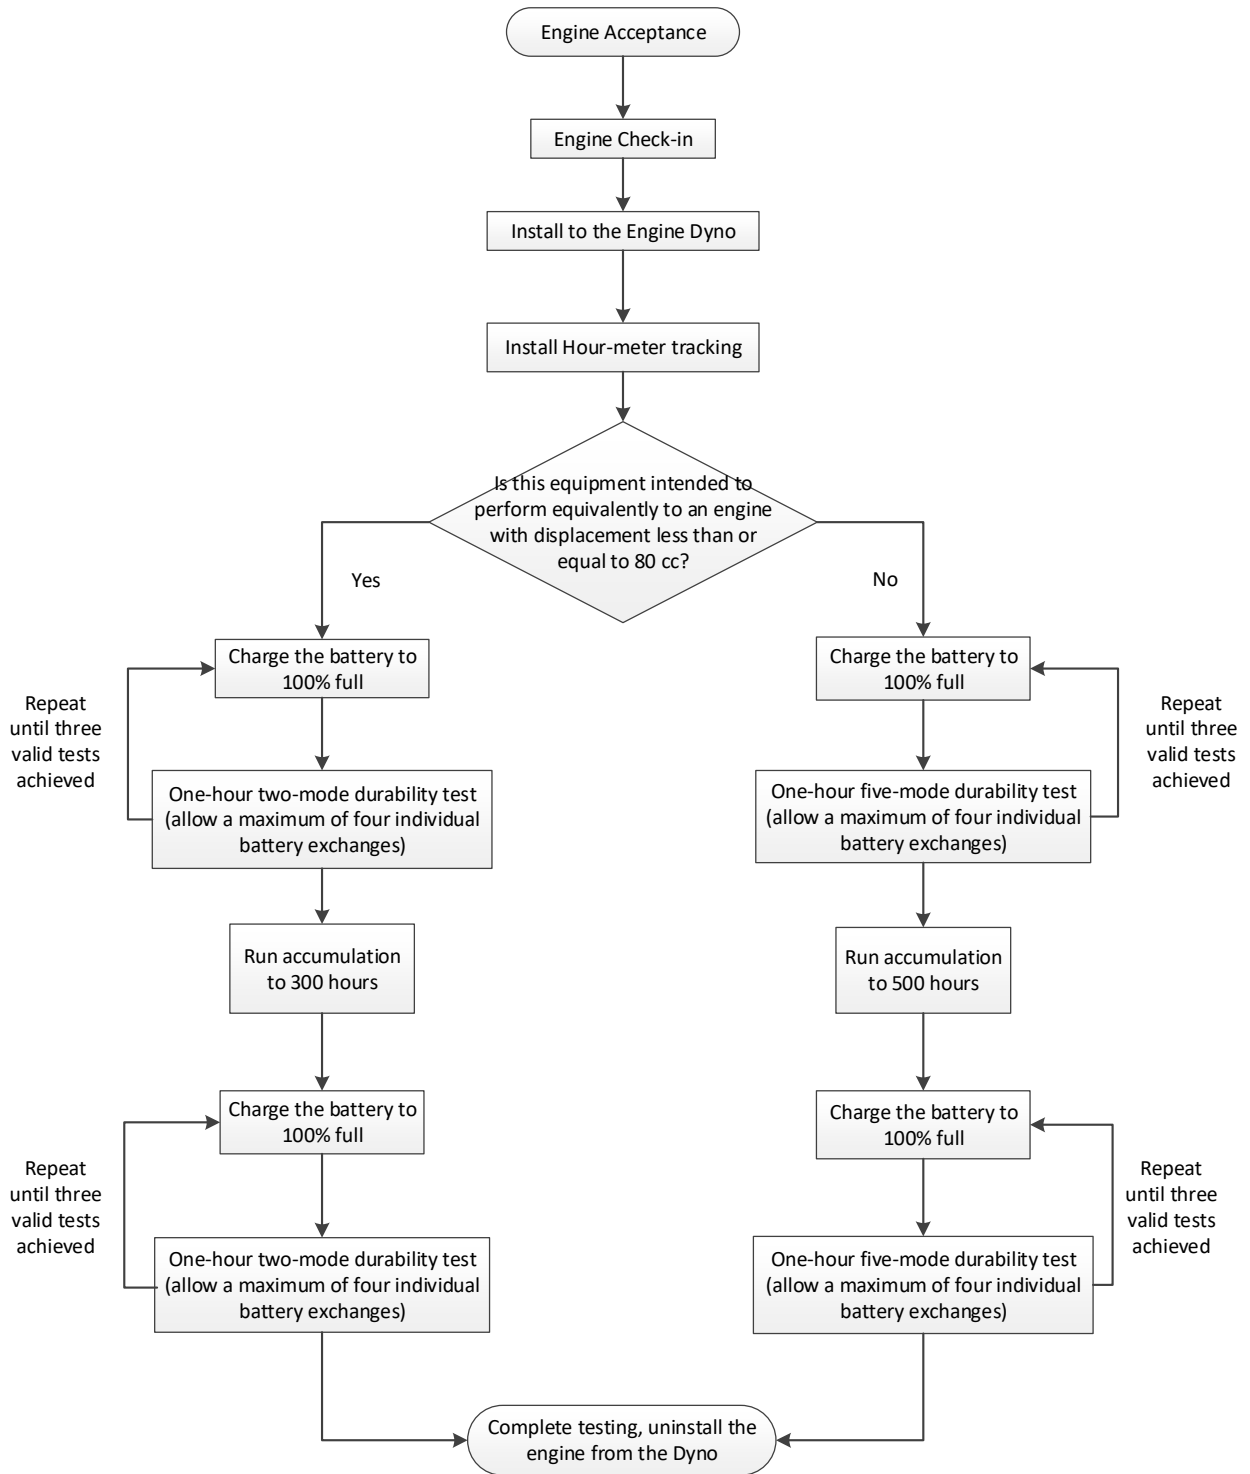 Engine Acceptance
Engine Check-in
Install to the Engine Dyno
Install Hour-meter tracking
Is this equipment intended to
perform equivalently to an engine
with displacement less than or
equal to 80 cc?
Yes
No
Charge the battery to
100% full
Repeat
until three
valid tests
achieved
One-hour two-mode durability test
(allow a maximum of four individual
battery exchanges)
Run accumulation
to 300 hours
Charge the battery to
100% full
Repeat
until three
valid tests
achieved
One-hour two-mode durability test
(allow a maximum of four individual
battery exchanges)
Charge the battery to
100% full
Repeat
until three
valid tests
achieved
One-hour five-mode durability test
(allow a maximum of four individual
battery exchanges)
Run accumulation
to 500 hours
Charge the battery to
100% full
Repeat
until three
valid tests
achieved
One-hour five-mode durability test
(allow a maximum of four individual
battery exchanges)
Complete testing, uninstall the
engine from the Dyno